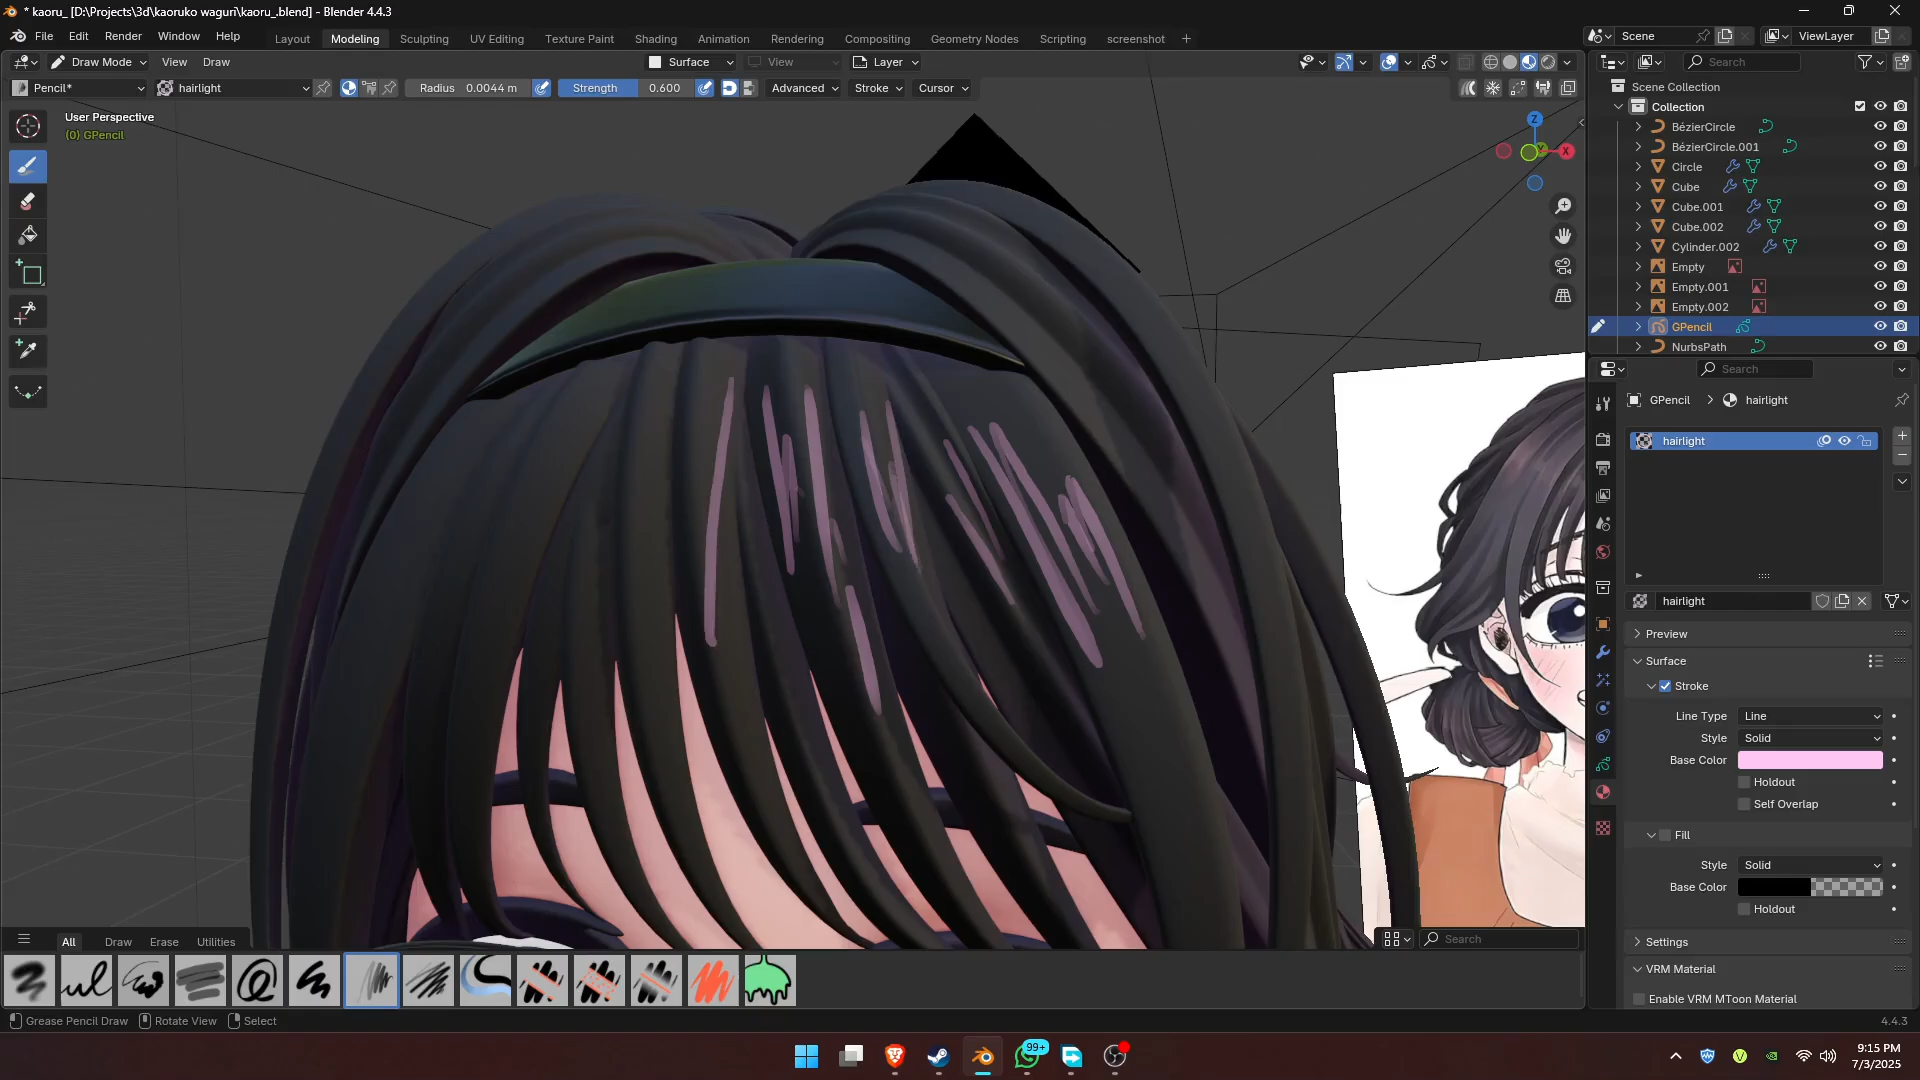 * kaoru_ [D:\Projects\3d\kaoruko waguri\kaoru_.blend] - Blender 4.4.3
File Edit Render Window Help
Layout Modeling Sculpting UV Editing Texture Paint Shading Animation Rendering Compositing Geometry Nodes Scripting screenshot +
Scene ViewLayer
Draw Mode View Draw Surface View Layer
Search
Pencil* hairlight Radius 0.0044 m Strength 0.600 Advanced Stroke Cursor
Scene Collection
Collection
User Perspective
(0) GPencil
Z
Y
X
BézierCircle
BézierCircle.001
Circle
Cube
Cube.001
Cube.002
Cylinder.002
Empty
Empty.001
Empty.002
GPencil
NurbsPath
Search
GPencil > hairlight
hairlight
hairlight
Preview
Surface
Stroke
Line Type Line
Style Solid
Base Color
Holdout
Self Overlap
Fill
Style Solid
Base Color
Holdout
Settings
VRM Material
Enable VRM MToon Material
All Draw Erase Utilities
Search
Grease Pencil Draw Rotate View Select
4.4.3
99+
9:15 PM
7/3/2025